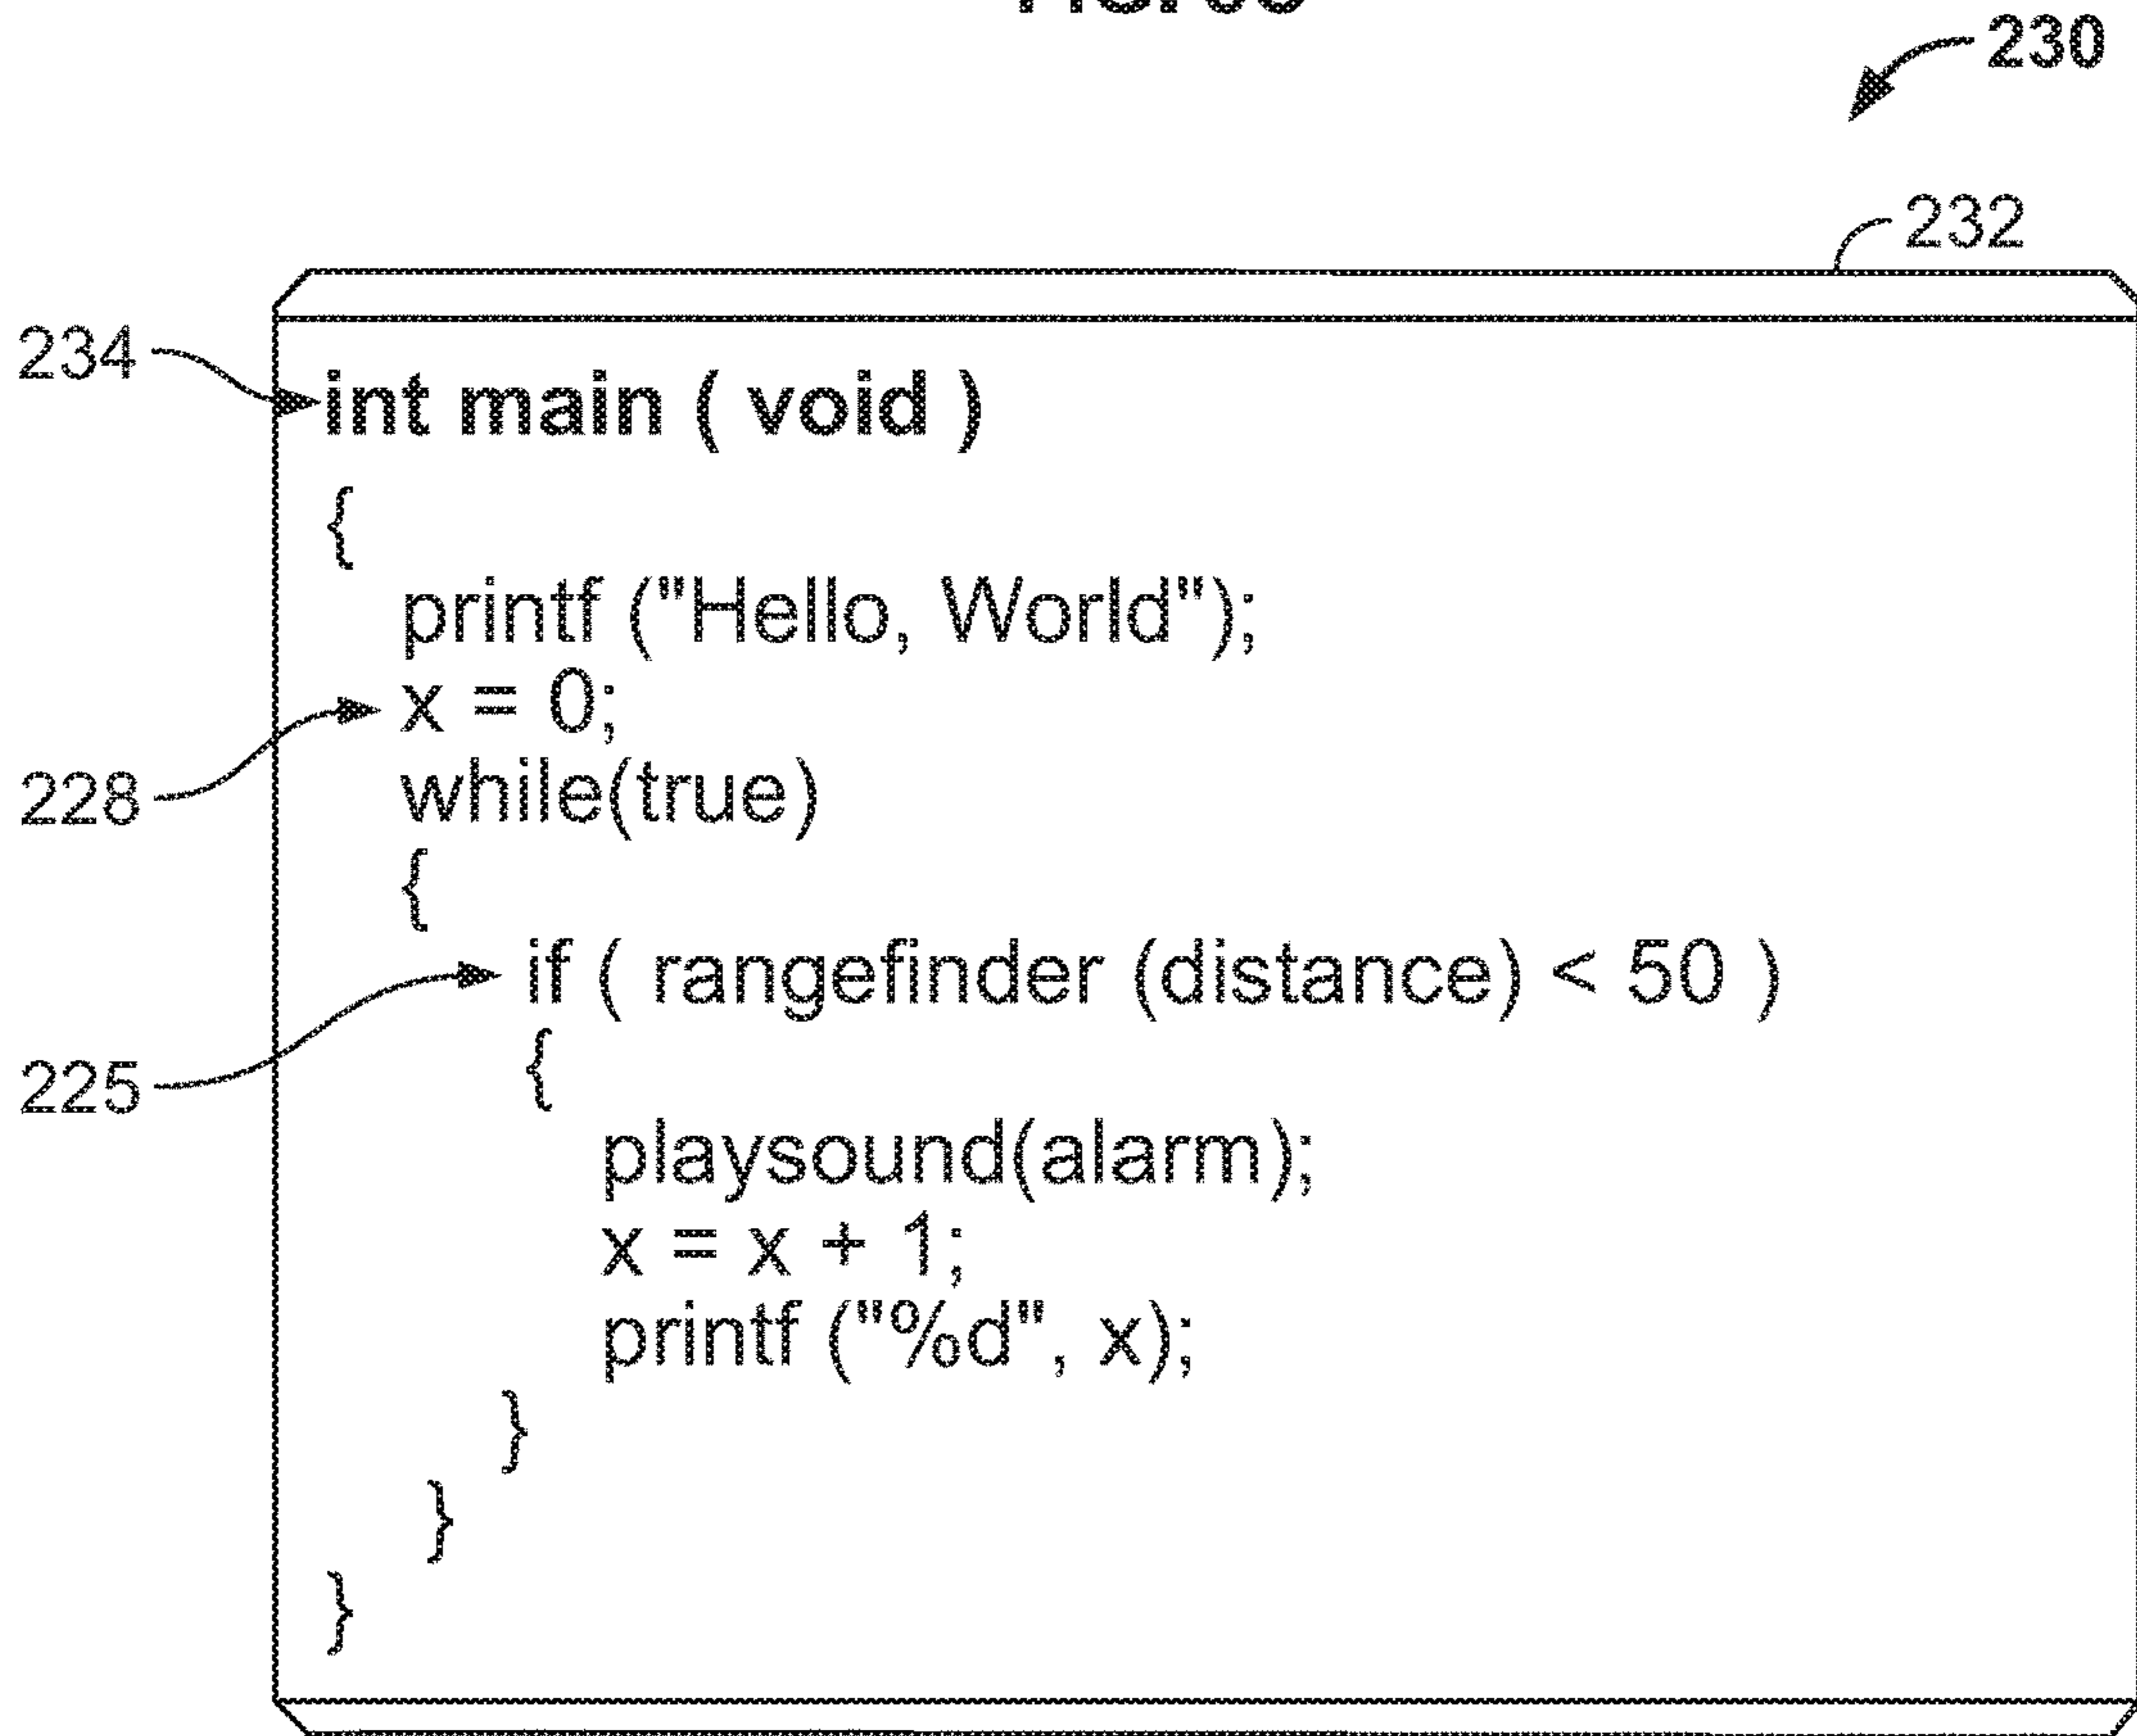 230
232
234
int main ( void )
{
printf ("Hello, World");
x = 0;
228
while(true)
{
if ( rangefinder (distance) < 50 )
225
{
playsound(alarm);
x = x + 1;
printf ("%d", x);
}
}
}